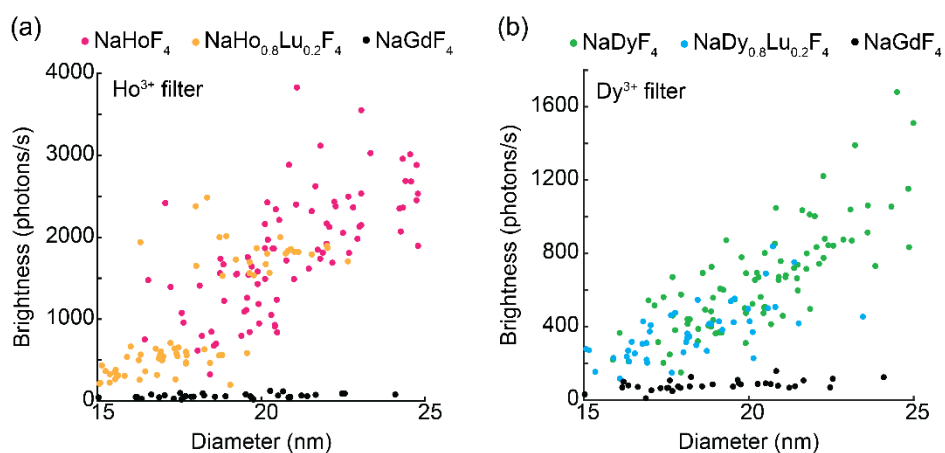 (a)
NaHoF4 NaHo0.8Lu0.2F4 NaGdF4
Ho3+ filter
Brightness (photons/s)
4000
3000
2000
1000
0
15 20 25
Diameter (nm)
(b)
NaDyF4 NaDy0.8Lu0.2F4 NaGdF4
Dy3+ filter
Brightness (photons/s)
1600
1200
800
400
0
15 20 25
Diameter (nm)